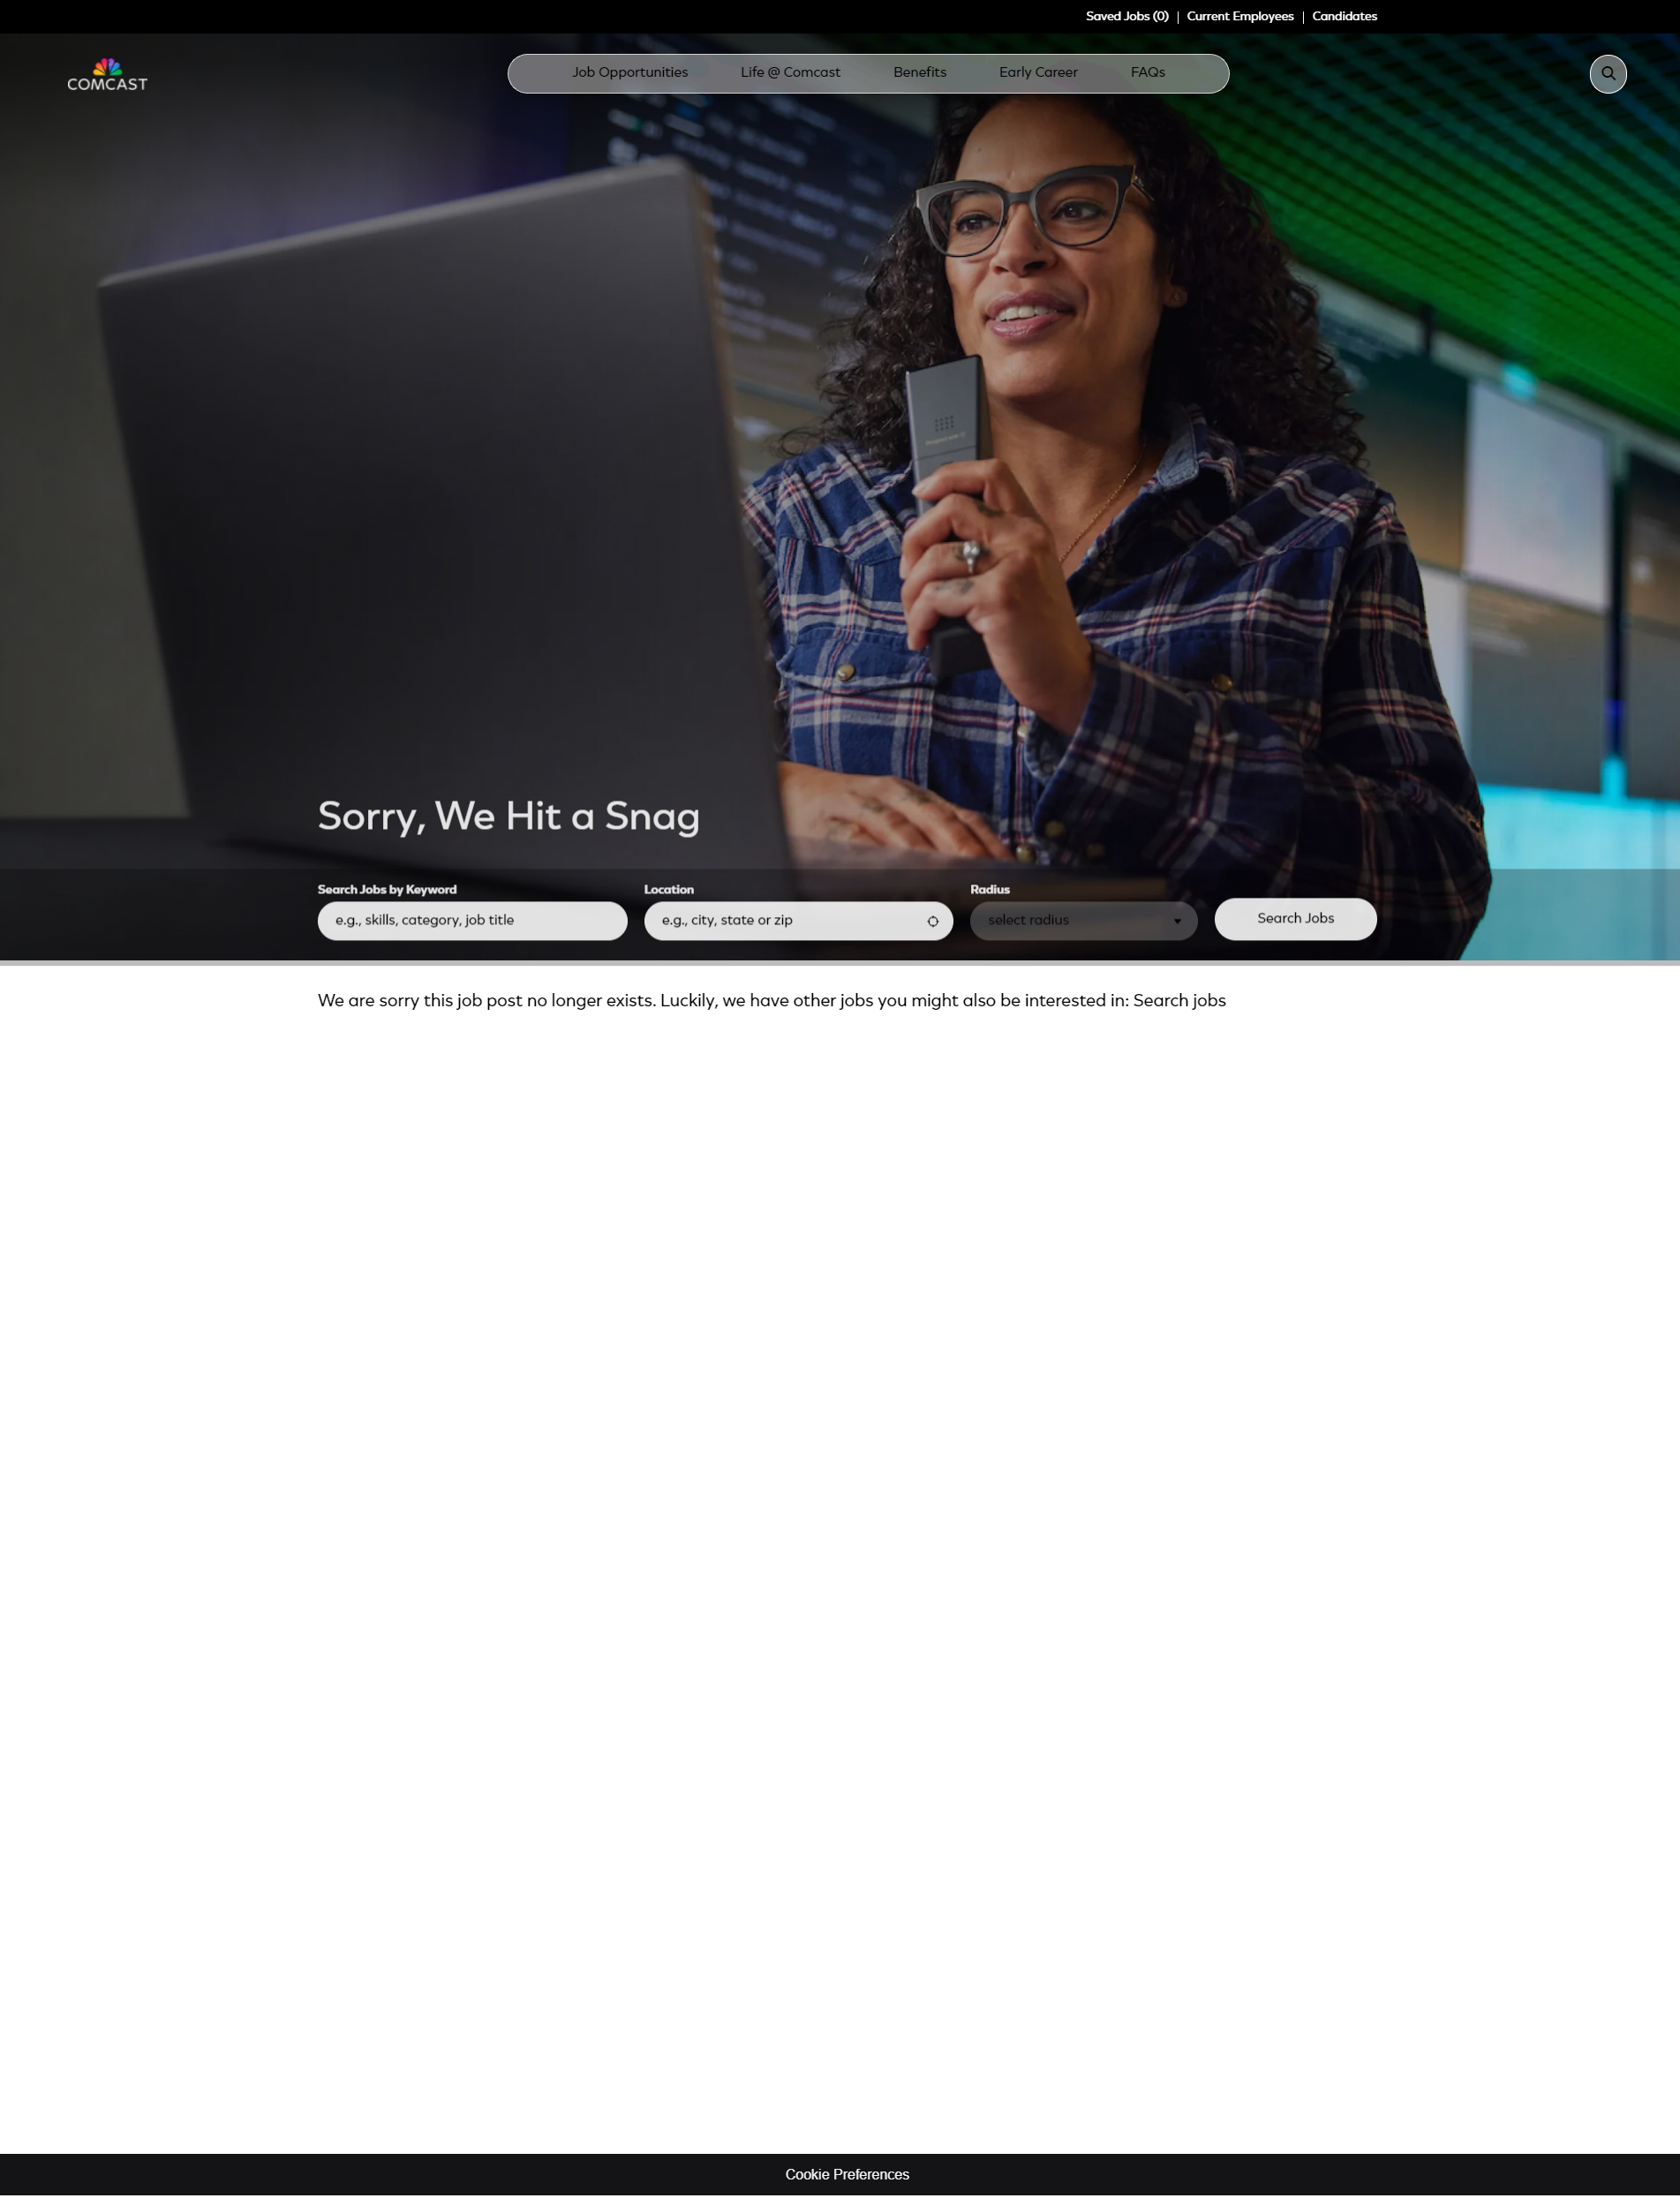 Saved Jobs (0) | Current Employees | Candidates
COMCAST
Job Opportunities Life @ Comcast Benefits Early Career FAQs
Sorry, We Hit a Snag
Search Jobs by Keyword Location Radius
e.g., skills, category, job title e.g., city, state or zip select radius Search Jobs
We are sorry this job post no longer exists. Luckily, we have other jobs you might also be interested in: Search jobs
Cookie Preferences